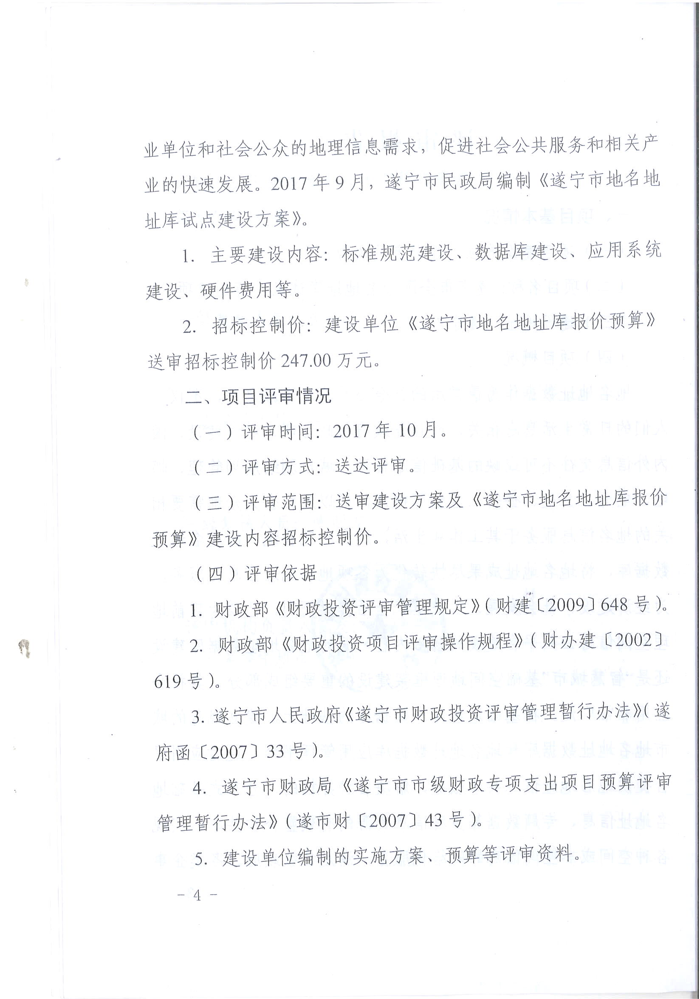 业单位和社会公众的地理信息需求，促进社会公共服务和相关产
业的快速发展。2017 年 9 月，遂宁市民政局编制《遂宁市地名地
址库试点建设方案》。
1. 主要建设内容：标准规范建设、数据库建设、应用系统
建设、硬件费用等。
2. 招标控制价：建设单位《遂宁市地名地址库报价预算》
送审招标控制价 247.00 万元。
二、项目评审情况
（一）评审时间：2017 年 10 月。
（二）评审方式：送达评审。
（三）评审范围：送审建设方案及《遂宁市地名地址库报价
预算》建设内容招标控制价。
（四）评审依据
1. 财政部《财政投资评审管理规定》（财建〔2009〕648 号）。
2. 财政部《财政投资项目评审操作规程》（财办建〔2002〕
619 号）。
3. 遂宁市人民政府《遂宁市财政投资评审管理暂行办法》（遂
府函〔2007〕33 号）。
4. 遂宁市财政局《遂宁市市级财政专项支出项目预算评审
管理暂行办法》（遂市财〔2007〕43 号）。
5. 建设单位编制的实施方案、预算等评审资料。
- 4 -